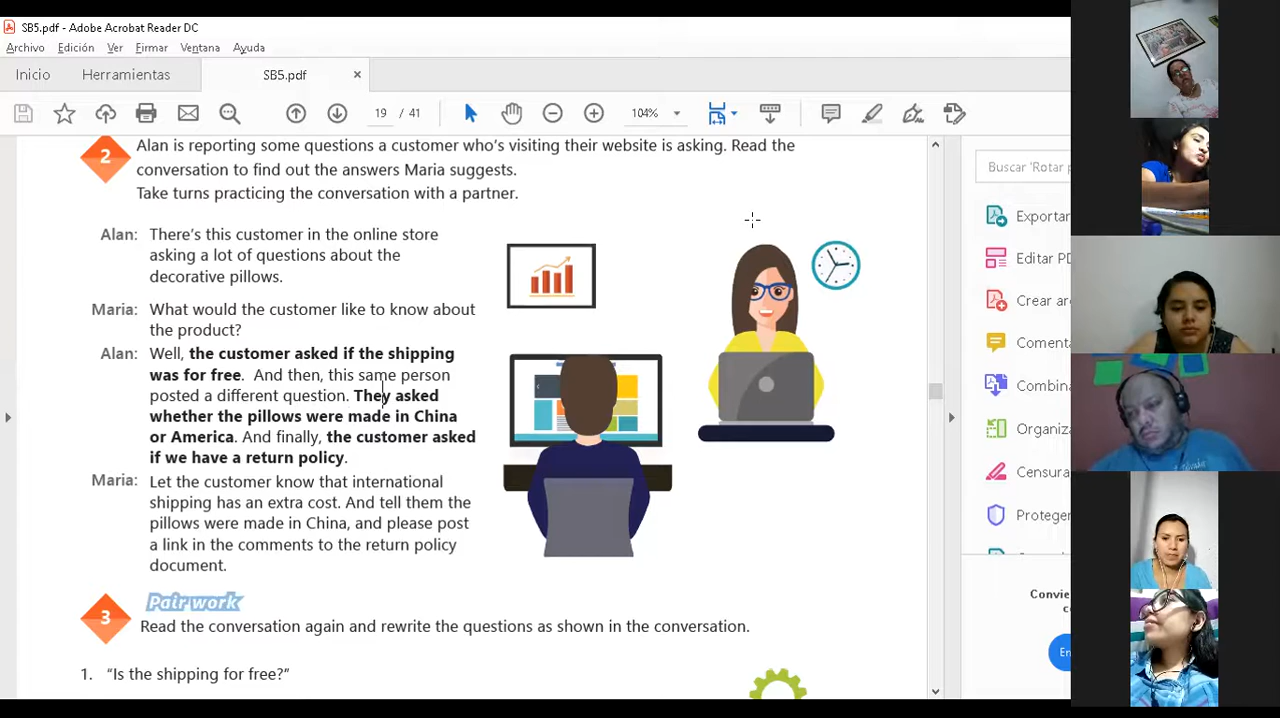 SB5.pdf - Adobe Acrobat Reader DC
Archivo Edición Ver Firmar Ventana Ayuda
Inicio Herramientas SB5.pdf ×
19 / 41 104%
2 Alan is reporting some questions a customer who's visiting their website is asking. Read the
conversation to find out the answers Maria suggests.
Take turns practicing the conversation with a partner.
Alan: There's this customer in the online store
asking a lot of questions about the
decorative pillows.
Maria: What would the customer like to know about
the product?
Alan: Well, the customer asked if the shipping
was for free. And then, this same person
posted a different question. They asked
whether the pillows were made in China
or America. And finally, the customer asked
if we have a return policy.
Maria: Let the customer know that international
shipping has an extra cost. And tell them the
pillows were made in China, and please post
a link in the comments to the return policy
document.
3 Pair work
Read the conversation again and rewrite the questions as shown in the conversation.
1. "Is the shipping for free?"
Buscar 'Rotar p
Exportar
Editar PD
Crear ar
Comenta
Combina
Organiza
Censura
Proteger
Convie
co
En